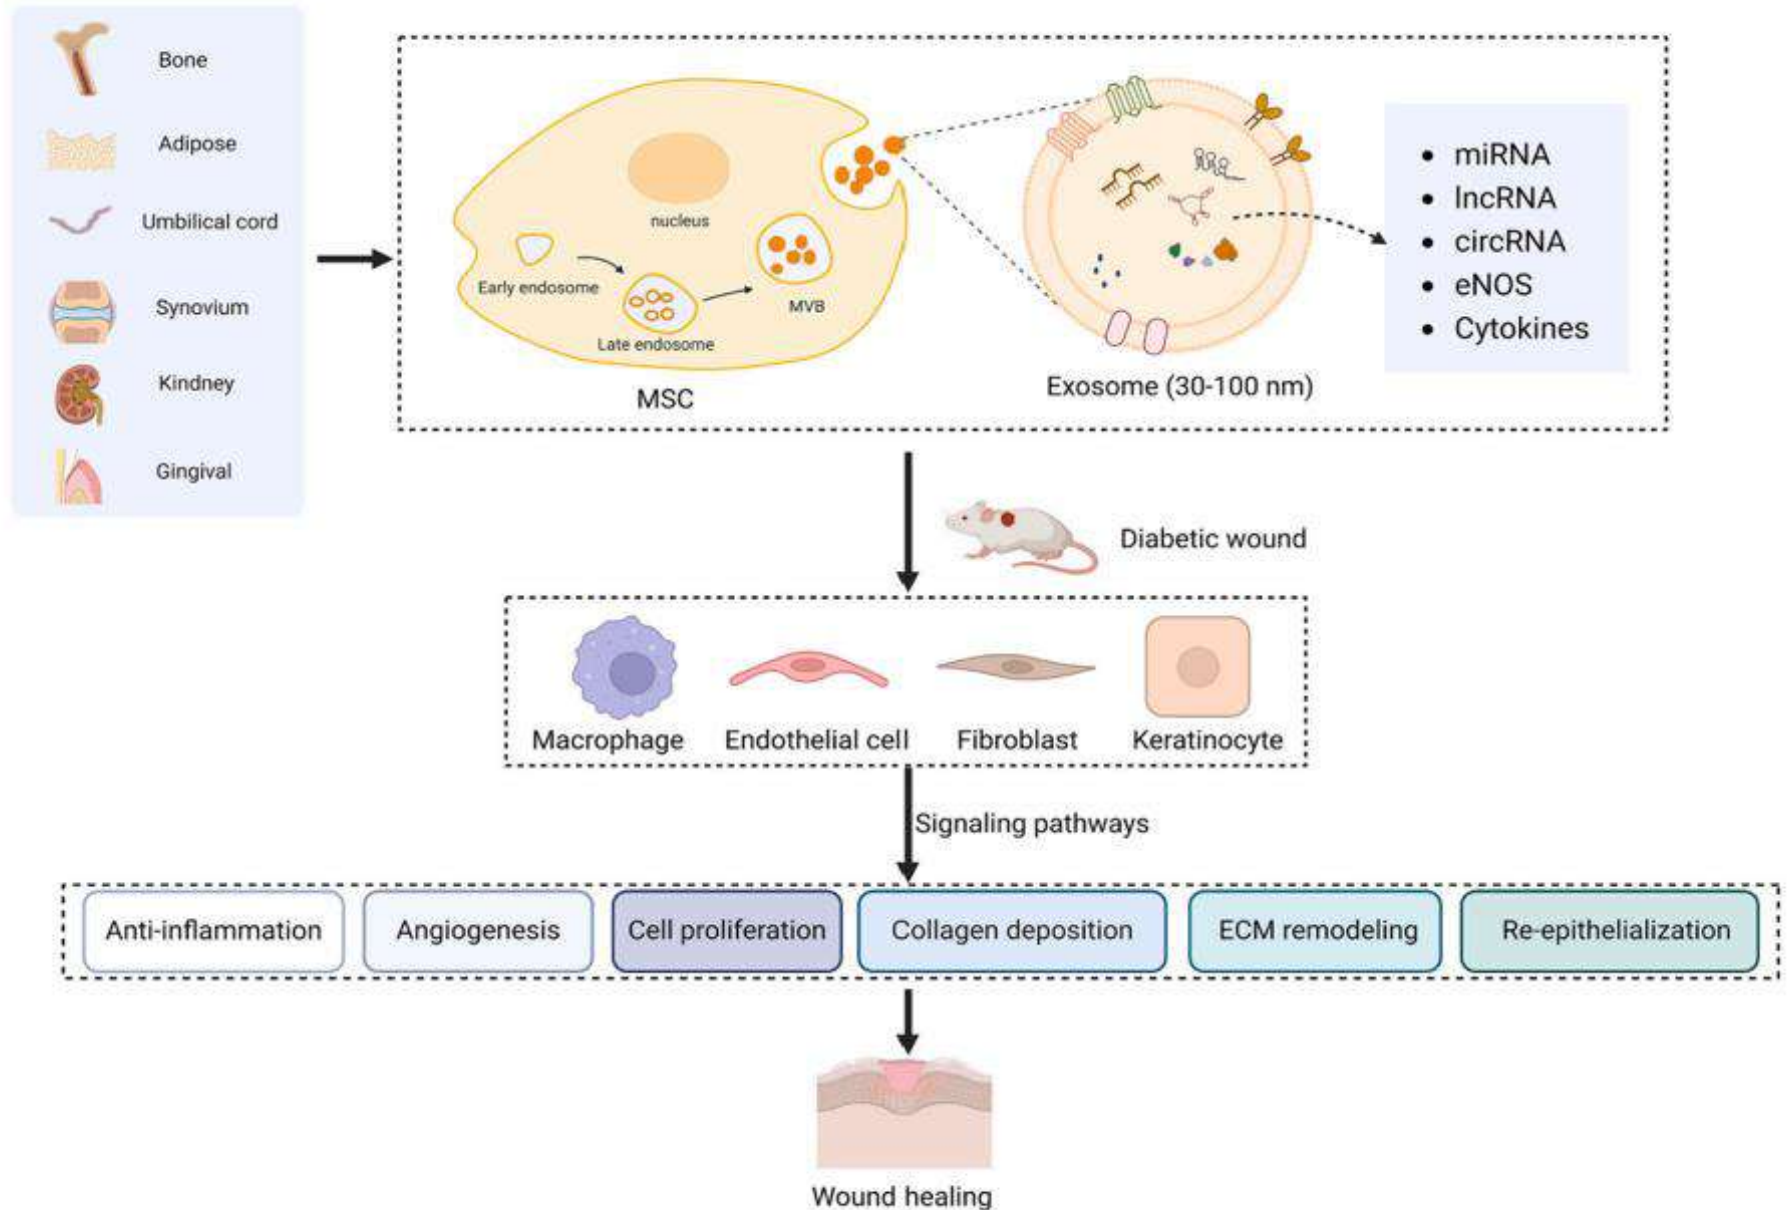 Bone
Adipose
Umbilical cord
Synovium
Kindney
Gingival
nucleus
Early endosome
Late endosome
MVB
MSC
Exosome (30-100 nm)
• miRNA
• lncRNA
• circRNA
• eNOS
• Cytokines
Diabetic wound
Macrophage
Endothelial cell
Fibroblast
Keratinocyte
Signaling pathways
Anti-inflammation
Angiogenesis
Cell proliferation
Collagen deposition
ECM remodeling
Re-epithelialization
Wound healing